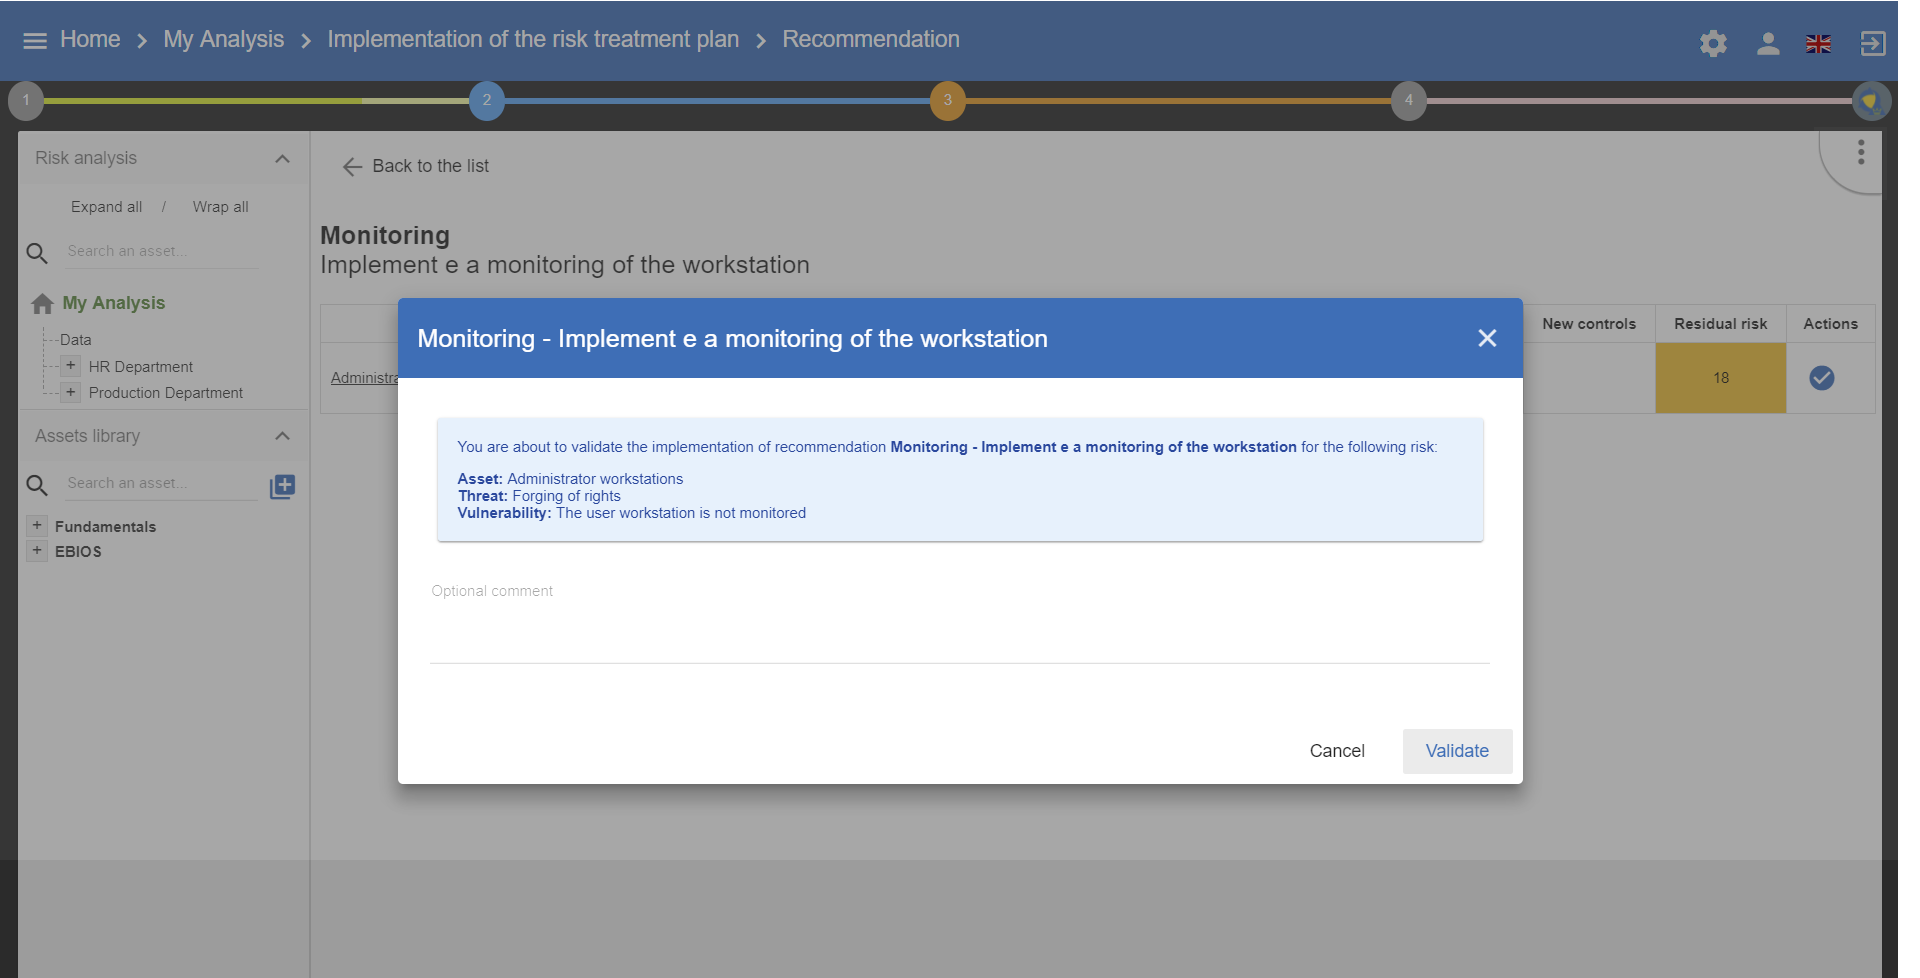 Home > My Analysis > Implementation of the risk treatment plan > Recommendation
1 2 3 4
Risk analysis
Expand all / Wrap all
Search an asset...
My Analysis
Data
+ HR Department
+ Production Department
Assets library
Search an asset...
+ Fundamentals
+ EBIOS
Back to the list
Monitoring
Implement e a monitoring of the workstation
New controls Residual risk Actions
Administra
18
Monitoring - Implement e a monitoring of the workstation
You are about to validate the implementation of recommendation Monitoring - Implement e a monitoring of the workstation for the following risk:
Asset: Administrator workstations
Threat: Forging of rights
Vulnerability: The user workstation is not monitored
Optional comment
Cancel Validate